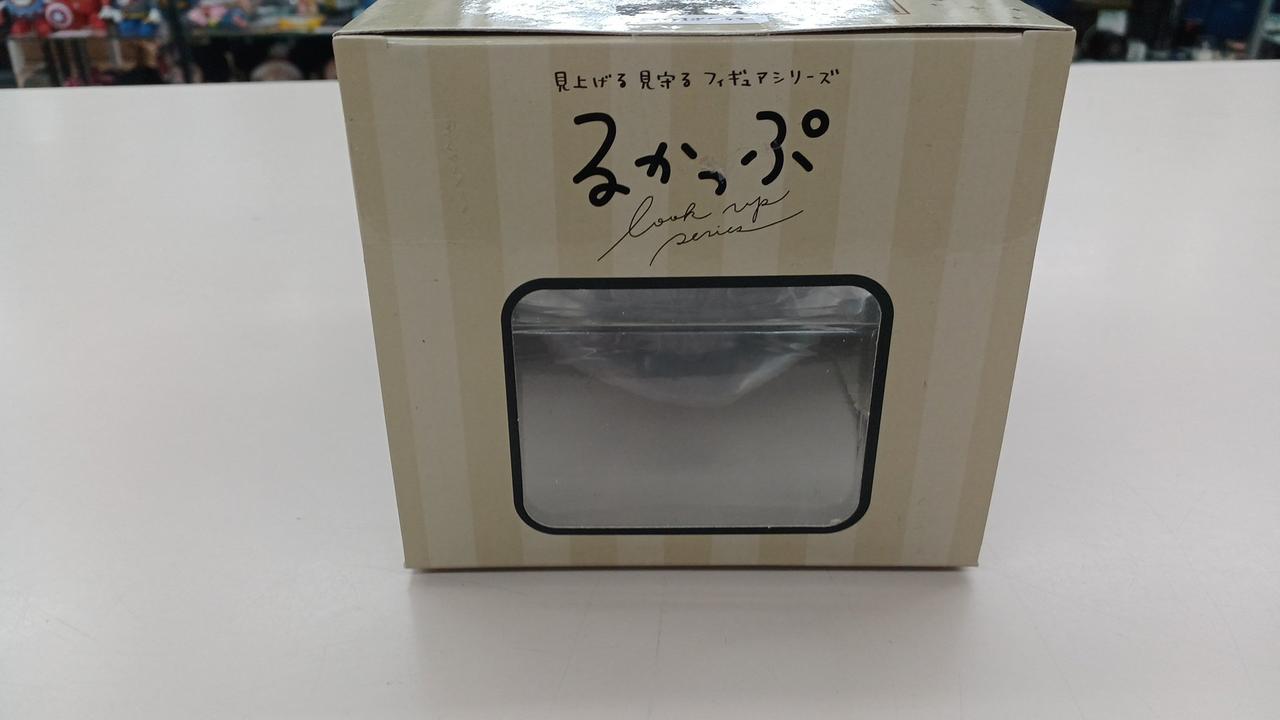 見上げる 見守る フィギュアシリーズ
るかっぷ
look up
series